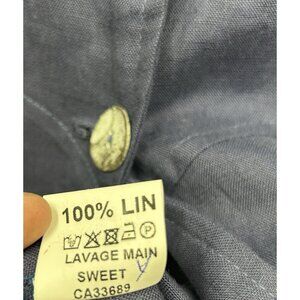 100% LIN
LAVAGE MAIN
SWEET
CA33689